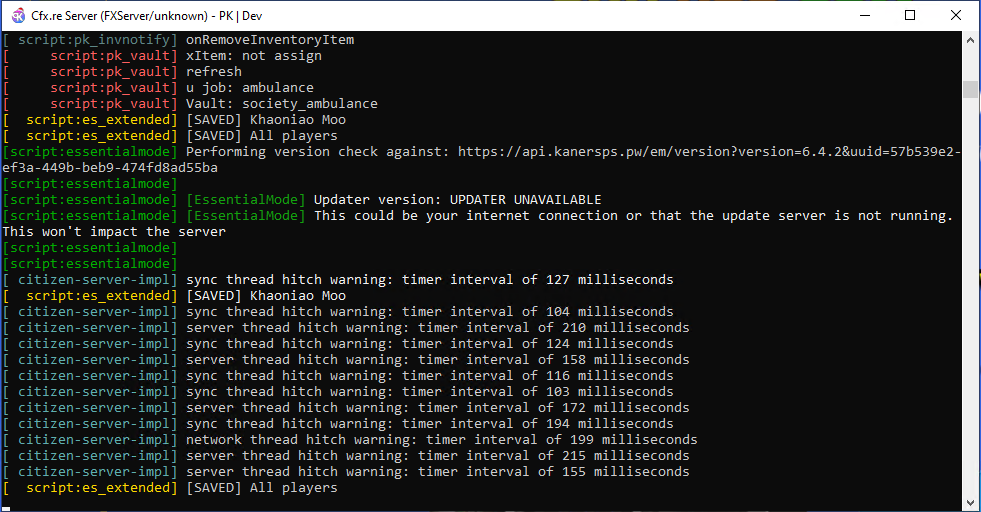 Cfx.re Server (FXServer/unknown) - PK | Dev
[ script:pk_invnotify] onRemoveInventoryItem
[     script:pk_vault] xItem: not assign
[     script:pk_vault] refresh
[     script:pk_vault] u job: ambulance
[     script:pk_vault] Vault: society_ambulance
[  script:es_extended] [SAVED] Khaoniao Moo
[  script:es_extended] [SAVED] All players
[script:essentialmode] Performing version check against: https://api.kanersps.pw/em/version?version=6.4.2&uuid=57b539e2-
ef3a-449b-beb9-474fd8ad55ba
[script:essentialmode]
[script:essentialmode] [EssentialMode] Updater version: UPDATER UNAVAILABLE
[script:essentialmode] [EssentialMode] This could be your internet connection or that the update server is not running.
This won't impact the server
[script:essentialmode]
[script:essentialmode]
[ citizen-server-impl] sync thread hitch warning: timer interval of 127 milliseconds
[  script:es_extended] [SAVED] Khaoniao Moo
[ citizen-server-impl] sync thread hitch warning: timer interval of 104 milliseconds
[ citizen-server-impl] server thread hitch warning: timer interval of 210 milliseconds
[ citizen-server-impl] sync thread hitch warning: timer interval of 124 milliseconds
[ citizen-server-impl] server thread hitch warning: timer interval of 158 milliseconds
[ citizen-server-impl] sync thread hitch warning: timer interval of 116 milliseconds
[ citizen-server-impl] sync thread hitch warning: timer interval of 103 milliseconds
[ citizen-server-impl] server thread hitch warning: timer interval of 172 milliseconds
[ citizen-server-impl] sync thread hitch warning: timer interval of 194 milliseconds
[ citizen-server-impl] network thread hitch warning: timer interval of 199 milliseconds
[ citizen-server-impl] server thread hitch warning: timer interval of 215 milliseconds
[ citizen-server-impl] server thread hitch warning: timer interval of 155 milliseconds
[  script:es_extended] [SAVED] All players